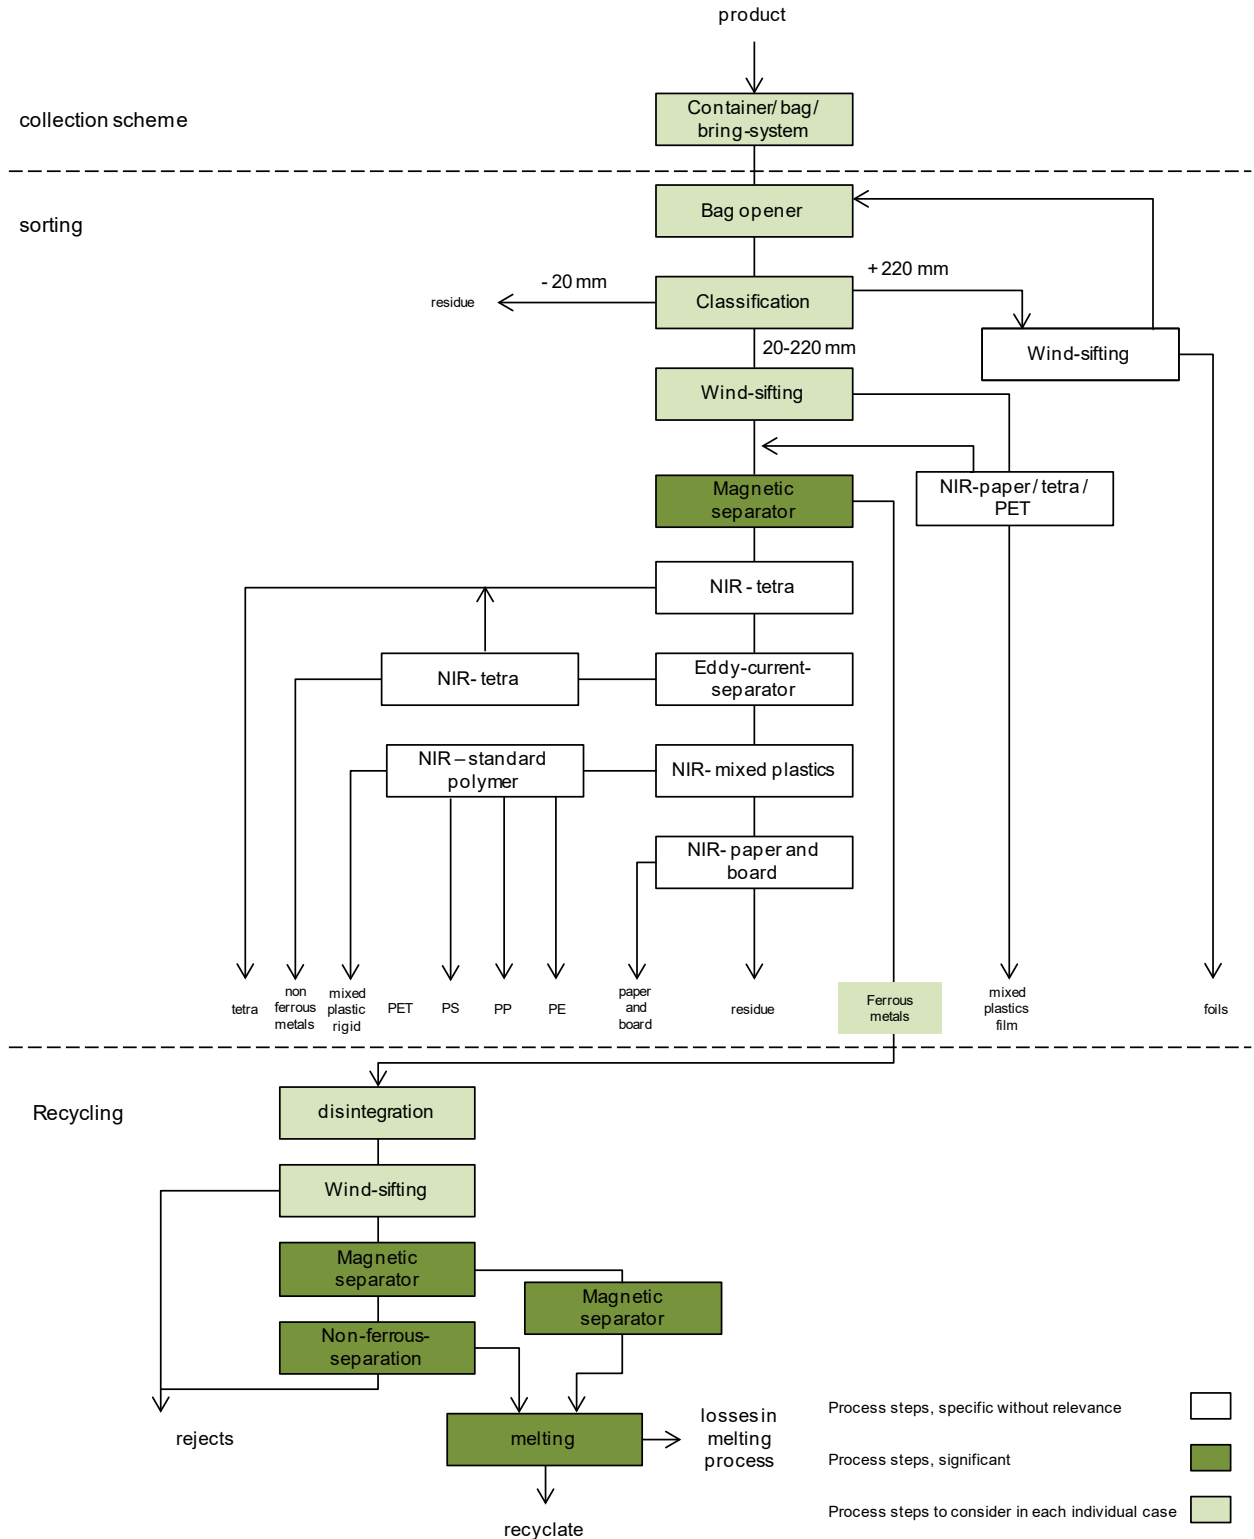 product
collection scheme
Container/bag/
bring-system
sorting
Bag opener
- 20 mm
+ 220 mm
residue
Classification
20-220 mm
Wind-sifting
Wind-sifting
Magnetic
separator
NIR-paper/tetra/
PET
NIR - tetra
NIR- tetra
Eddy-current-
separator
NIR – standard
polymer
NIR- mixed plastics
NIR- paper and
board
tetra
non
ferrous
metals
mixed
plastic
rigid
PET
PS
PP
PE
paper
and
board
residue
Ferrous
metals
mixed
plastics
film
foils
Recycling
disintegration
Wind-sifting
Magnetic
separator
Magnetic
separator
Non-ferrous-
separation
rejects
melting
losses in
melting
process
recyclate
Process steps, specific without relevance
Process steps, significant
Process steps to consider in each individual case